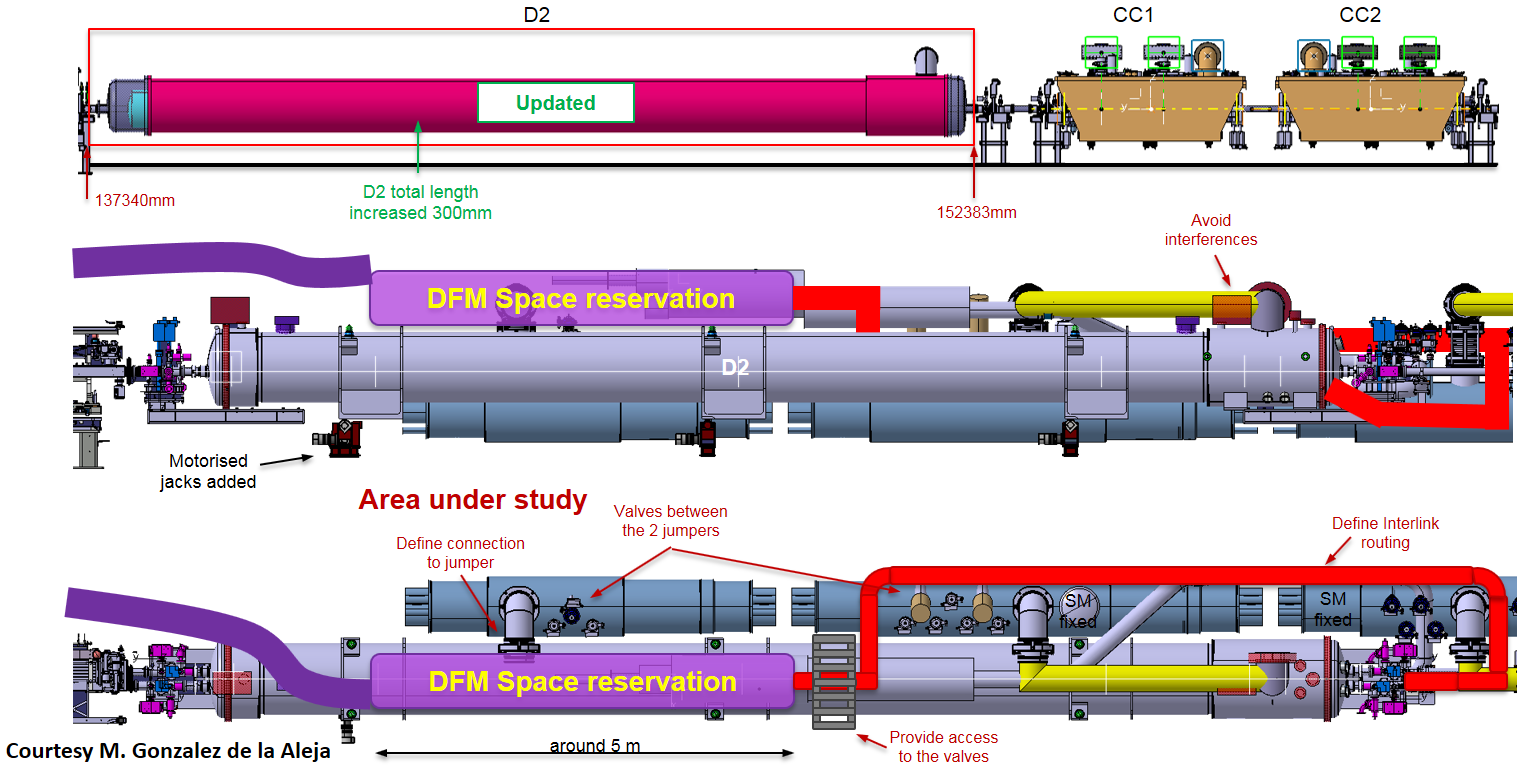 D2
CC1
CC2
Updated
137340mm
D2 total length
increased 300mm
152383mm
Avoid
interferences
DFM Space reservation
D2
Motorised
jacks added
Area under study
Valves between
the 2 jumpers
Define connection
to jumper
Define Interlink
routing
SM
fixed
SM
fixed
DFM Space reservation
around 5 m
Provide access
to the valves
Courtesy M. Gonzalez de la Aleja